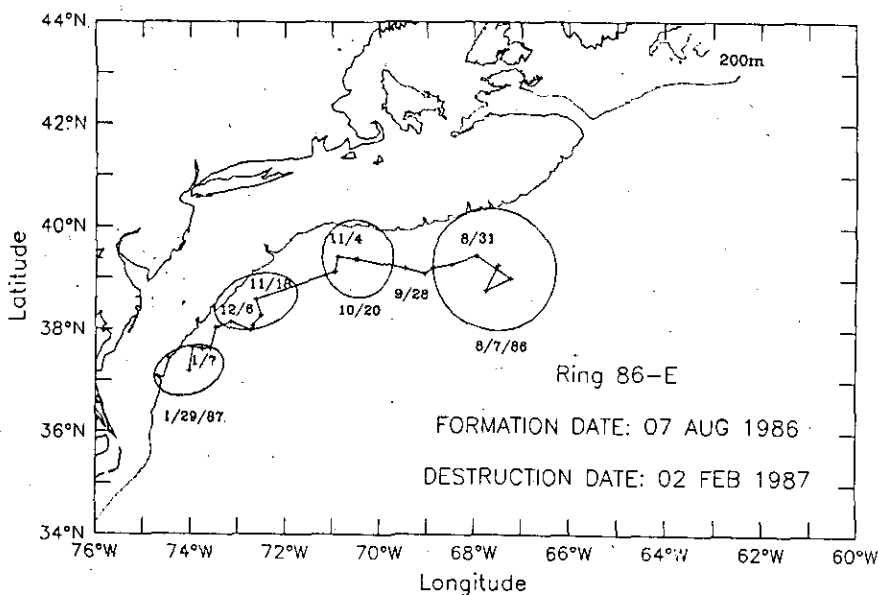 44°N
200m
42°N
40°N
11/4
8/31
11/18
9/28
12/6
10/20
38°N
8/7/86
1/7
Ring 86-E
1/29/87
36°N
FORMATION DATE: 07 AUG 1986
DESTRUCTION DATE: 02 FEB 1987
34°N
76°W 74°W 72°W 70°W 68°W 66°W 64°W 62°W 60°W
Longitude
Latitude